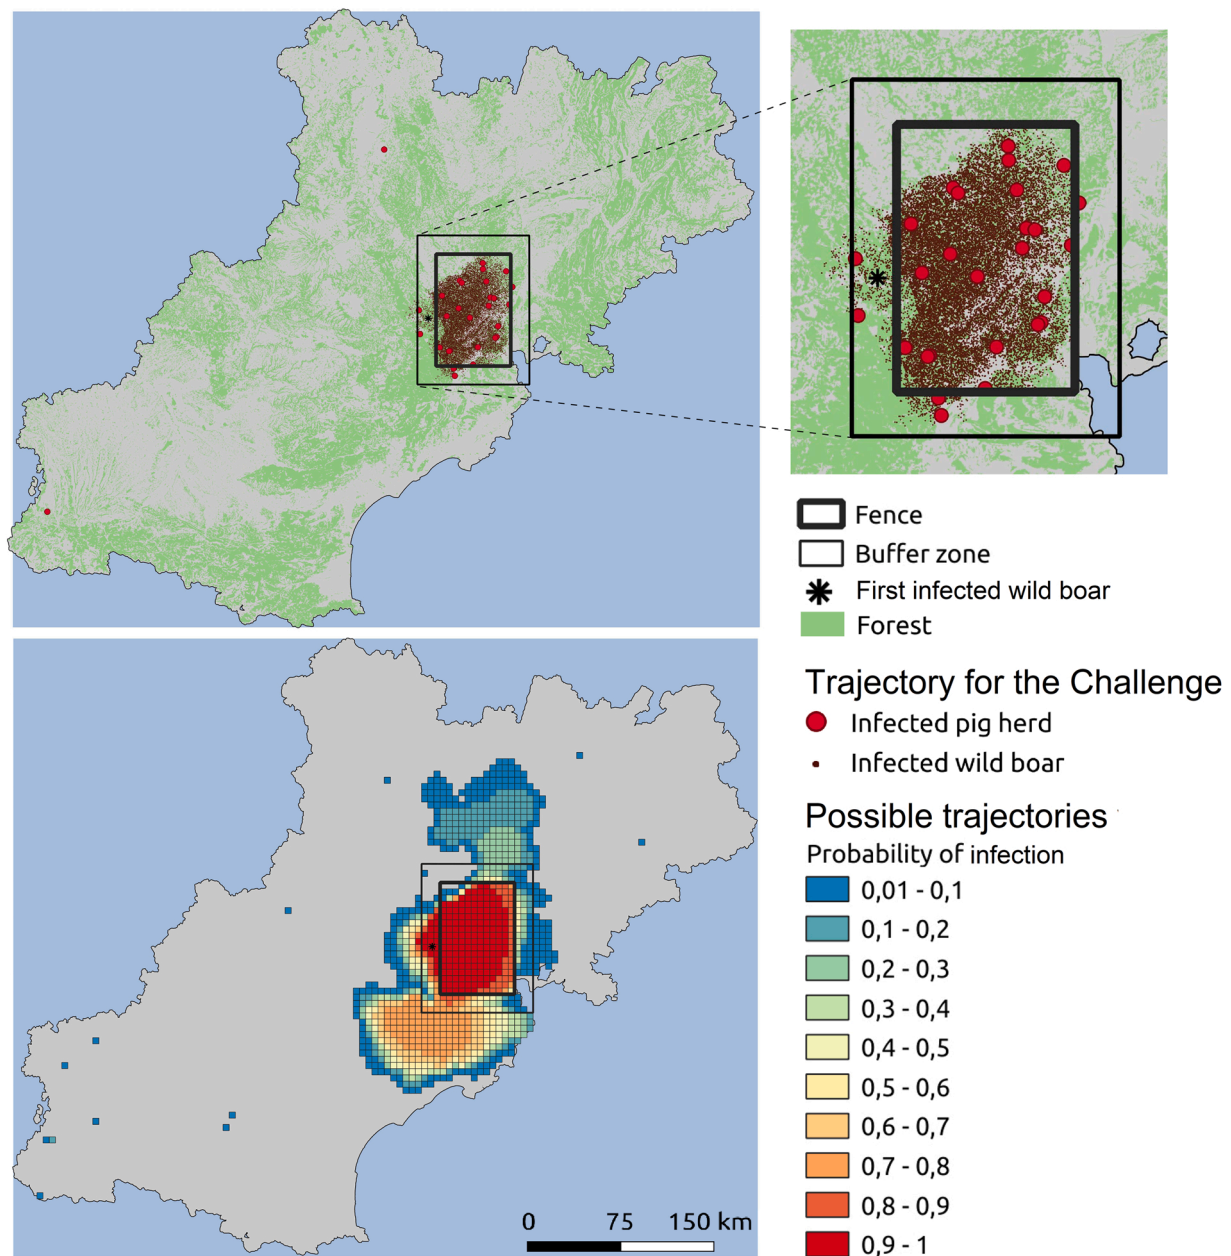 Fence
Buffer zone
First infected wild boar
Forest
Trajectory for the Challenge
Infected pig herd
Infected wild boar
Possible trajectories
Probability of infection
0,01 - 0,1
0,1 - 0,2
0,2 - 0,3
0,3 - 0,4
0,4 - 0,5
0,5 - 0,6
0,6 - 0,7
0,7 - 0,8
0,8 - 0,9
0,9 - 1
0 75 150 km